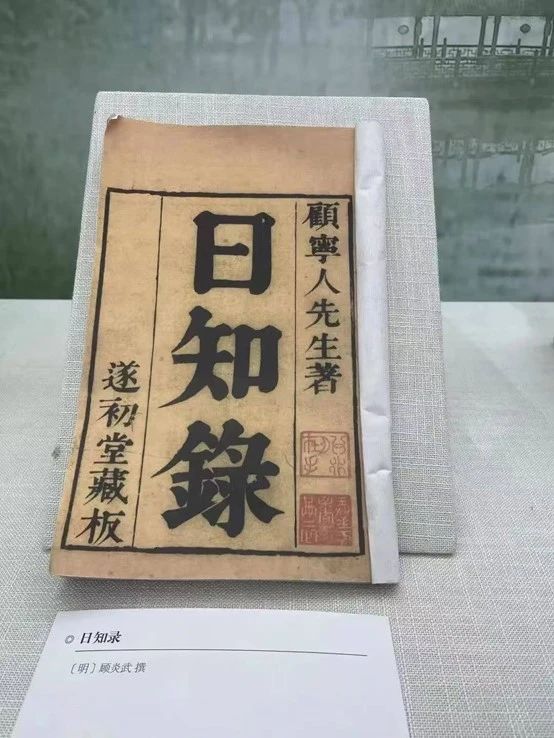 顧寧人先生著
日知錄
遂初堂藏板
日知录
〔明〕顾炎武 撰